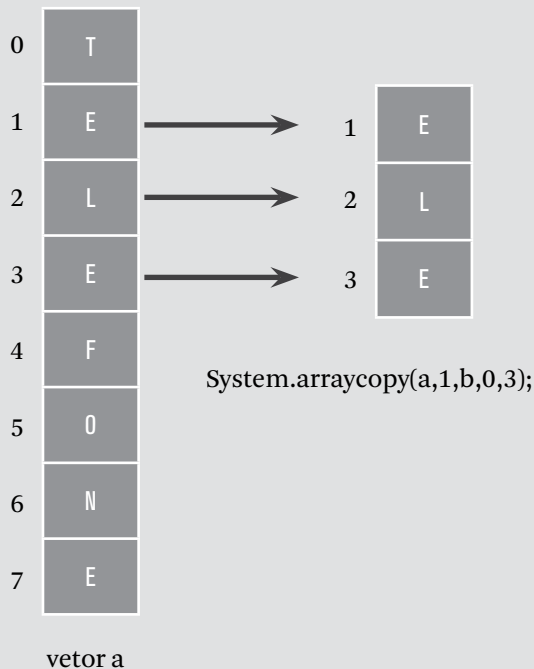 0 T
1 E 1 E
2 L 2 L
3 E 3 E
4 F
System.arraycopy(a,1,b,0,3);
5 O
6 N
7 E
vetor a